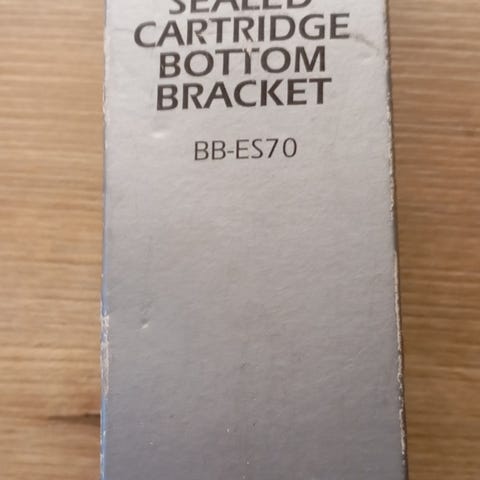 SEALED
CARTRIDGE
BOTTOM
BRACKET
BB-ES70